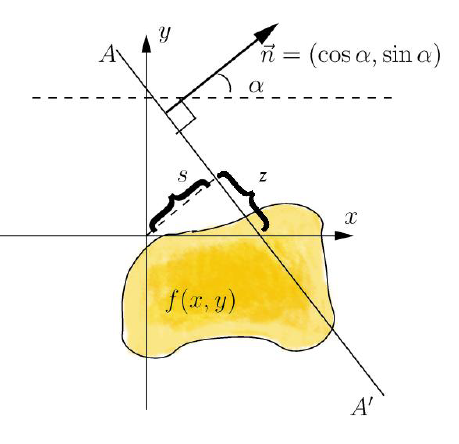 y
A
n⃗ = (cos α, sin α)
α
s
z
x
f(x, y)
A′